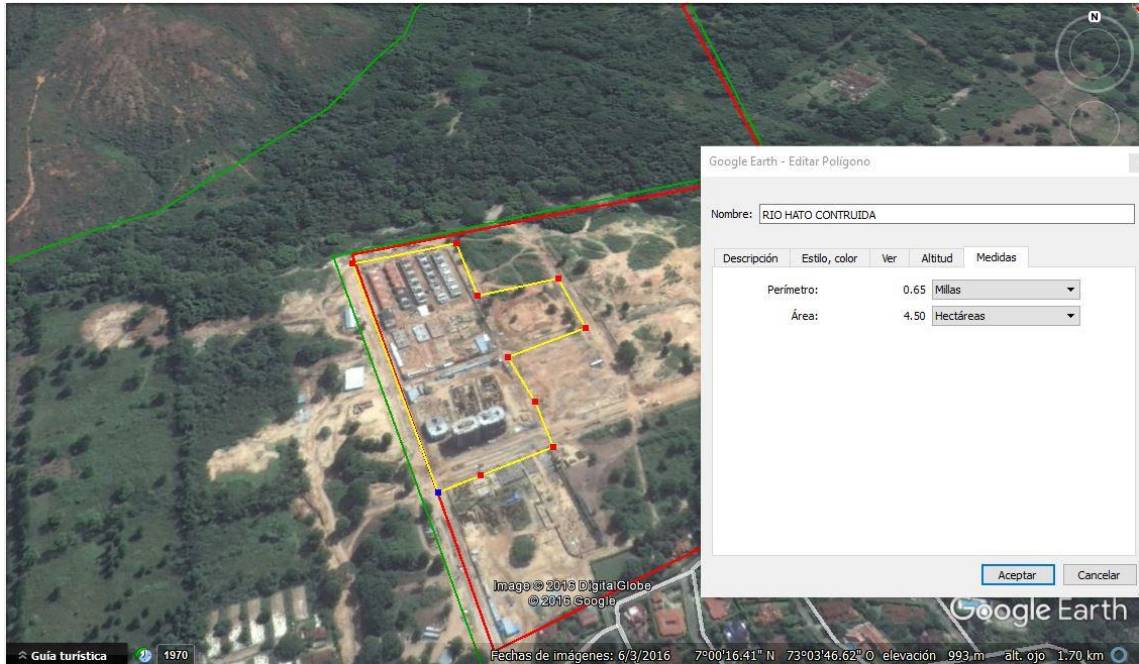 N
Google Earth - Editar Polígono
Nombre: RIO HATO CONTRUIDA
Descripción Estilo, color Ver Altitud Medidas
Perímetro: 0.65 Millas
Área: 4.50 Hectáreas
Aceptar Cancelar
Image © 2016 DigitalGlobe
© 2016 Google
Google Earth
Guía turística 1970 Fechas de imágenes: 6/3/2016 7°00'16.41" N 73°03'46.62" O elevación 993 m alt. ojo 1.70 km